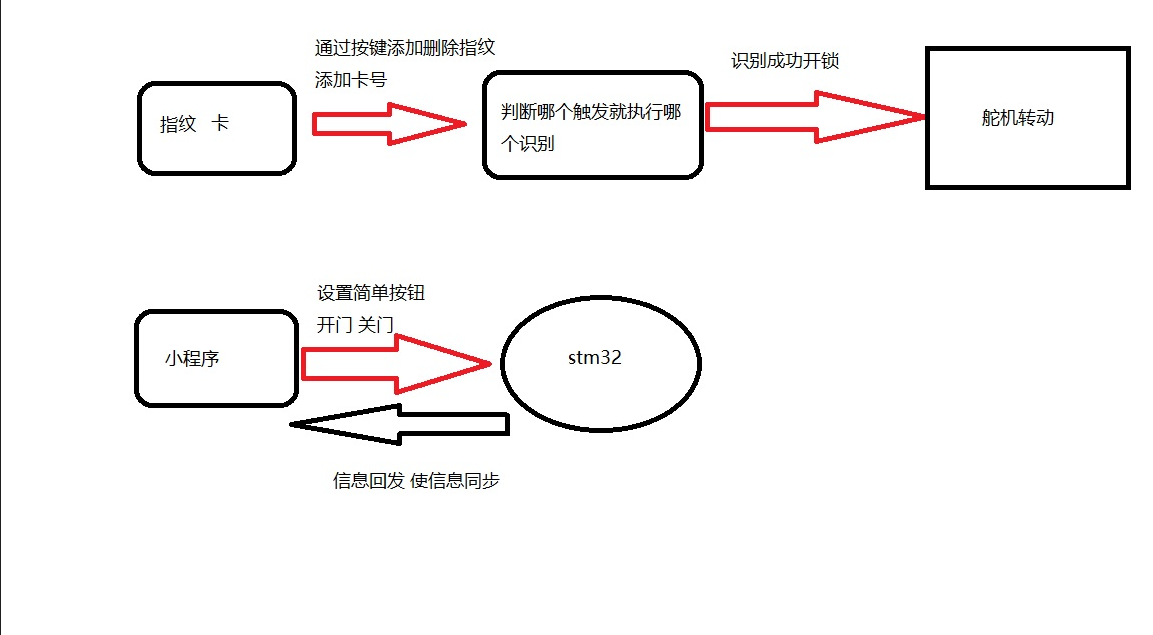 通过按键添加删除指纹
添加卡号
指纹 卡
判断哪个触发就执行哪
个识别
识别成功开锁
舵机转动
设置简单按钮
开门 关门
小程序
stm32
信息回发 使信息同步